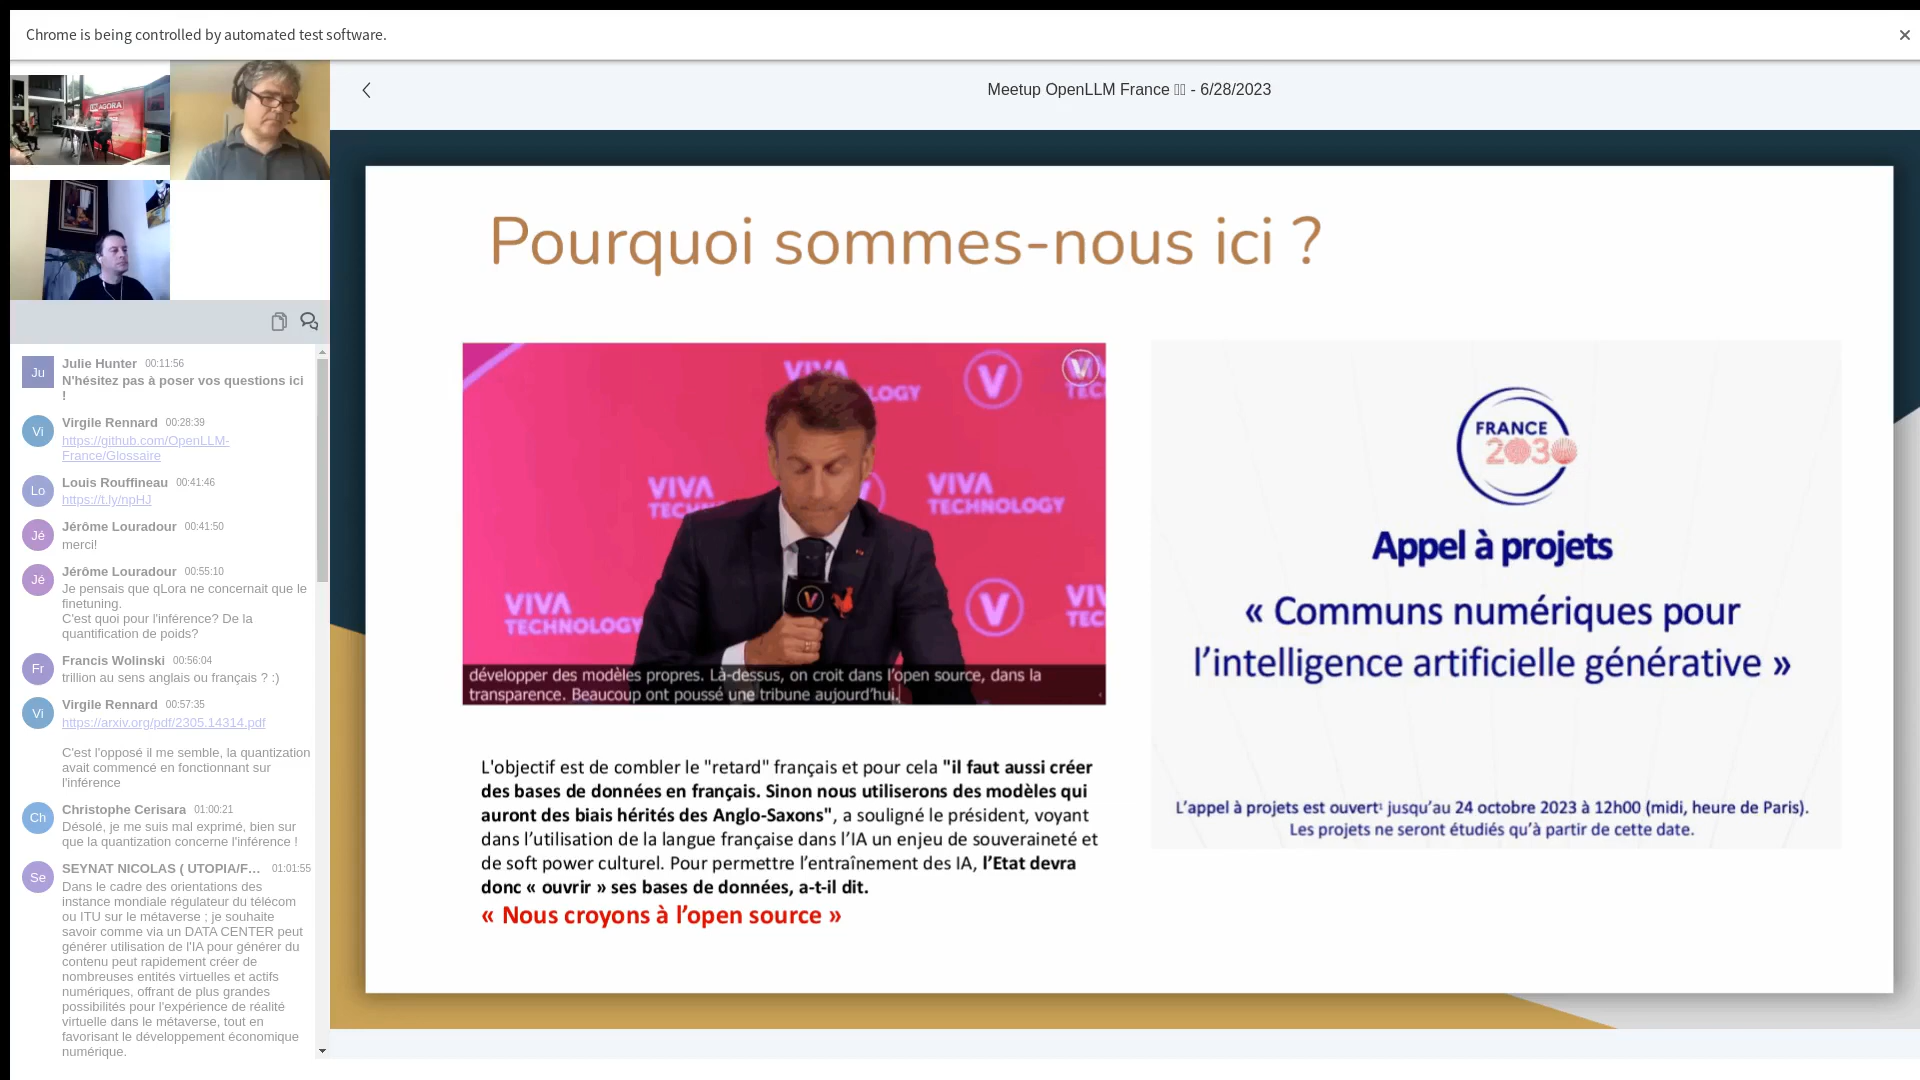 Chrome is being controlled by automated test software.
Meetup OpenLLM France - 6/28/2023
AGORA
Ju
Julie Hunter 00:11:56
N'hésitez pas à poser vos questions ici
!
Vi
Virgile Rennard 00:28:39
https://github.com/OpenLLM-
France/Glossaire
Lo
Louis Rouffineau 00:41:46
https://t.ly/npHJ
Jé
Jérôme Louradour 00:41:50
merci!
Jé
Jérôme Louradour 00:55:10
Je pensais que qLora ne concernait que le
finetuning.
C'est quoi pour l'inférence? De la
quantification de poids?
Fr
Francis Wolinski 00:56:04
trillion au sens anglais ou français ? :)
Vi
Virgile Rennard 00:57:35
https://arxiv.org/pdf/2305.14314.pdf
C'est l'opposé il me semble, la quantization
avait commencé en fonctionnant sur
l'inférence
Ch
Christophe Cerisara 01:00:21
Désolé, je me suis mal exprimé, bien sur
que la quantization concerne l'inférence !
Se
SEYNAT NICOLAS ( UTOPIA/F... 01:01:55
Dans le cadre des orientations des
instance mondiale régulateur du télécom
ou ITU sur le métaverse ; je souhaite
savoir comme via un DATA CENTER peut
générer utilisation de l'IA pour générer du
contenu peut rapidement créer de
nombreuses entités virtuelles et actifs
numériques, offrant de plus grandes
possibilités pour l'expérience de réalité
virtuelle dans le métaverse, tout en
favorisant le développement économique
numérique.
Pourquoi sommes-nous ici ?
VIVA
TECHNOLOGY
VIVA
TECHNOLOGY
VIVA
TECHNOLOGY
développer des modèles propres. Là-dessus, on croit dans l'open source, dans la
transparence. Beaucoup ont poussé une tribune aujourd'hui.
L'objectif est de combler le "retard" français et pour cela "il faut aussi créer
des bases de données en français. Sinon nous utiliserons des modèles qui
auront des biais hérités des Anglo-Saxons", a souligné le président, voyant
dans l'utilisation de la langue française dans l'IA un enjeu de souveraineté et
de soft power culturel. Pour permettre l'entraînement des IA, l'Etat devra
donc « ouvrir » ses bases de données, a-t-il dit.
« Nous croyons à l'open source »
FRANCE
2030
Appel à projets
« Communs numériques pour
l'intelligence artificielle générative »
L'appel à projets est ouvert¹ jusqu'au 24 octobre 2023 à 12h00 (midi, heure de Paris).
Les projets ne seront étudiés qu'à partir de cette date.